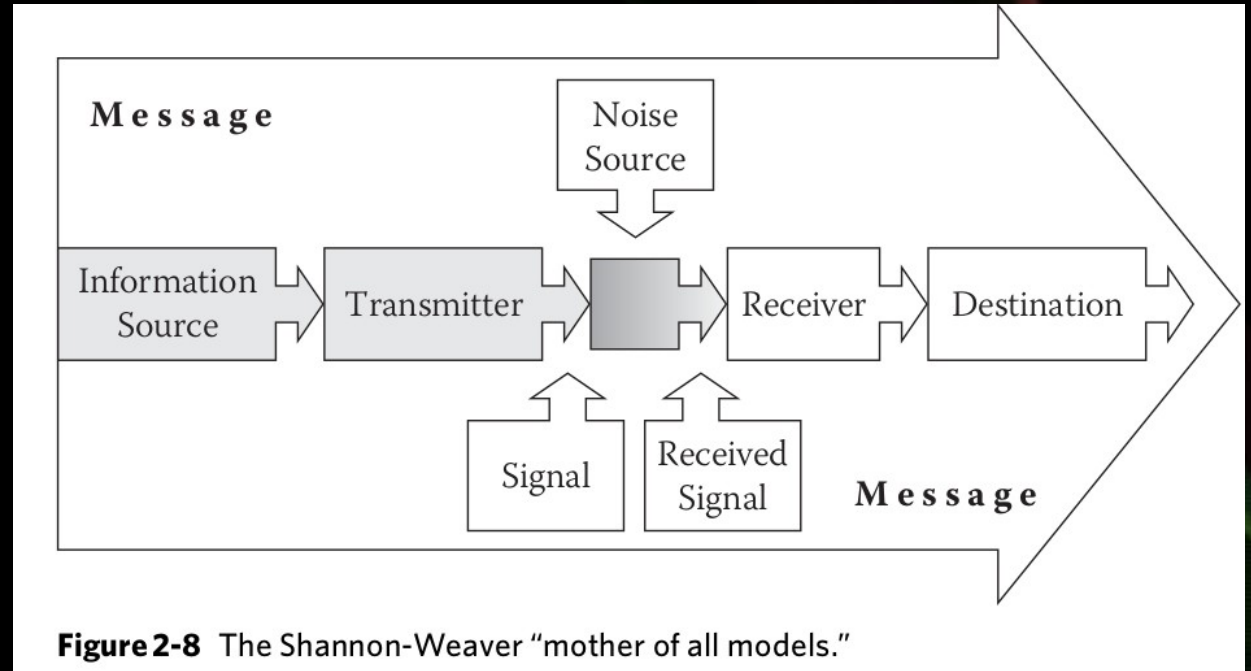 Message
Noise
Source
Information
Source
Transmitter
Receiver
Destination
Signal
Received
Signal
Message
Figure 2-8 The Shannon-Weaver “mother of all models.”